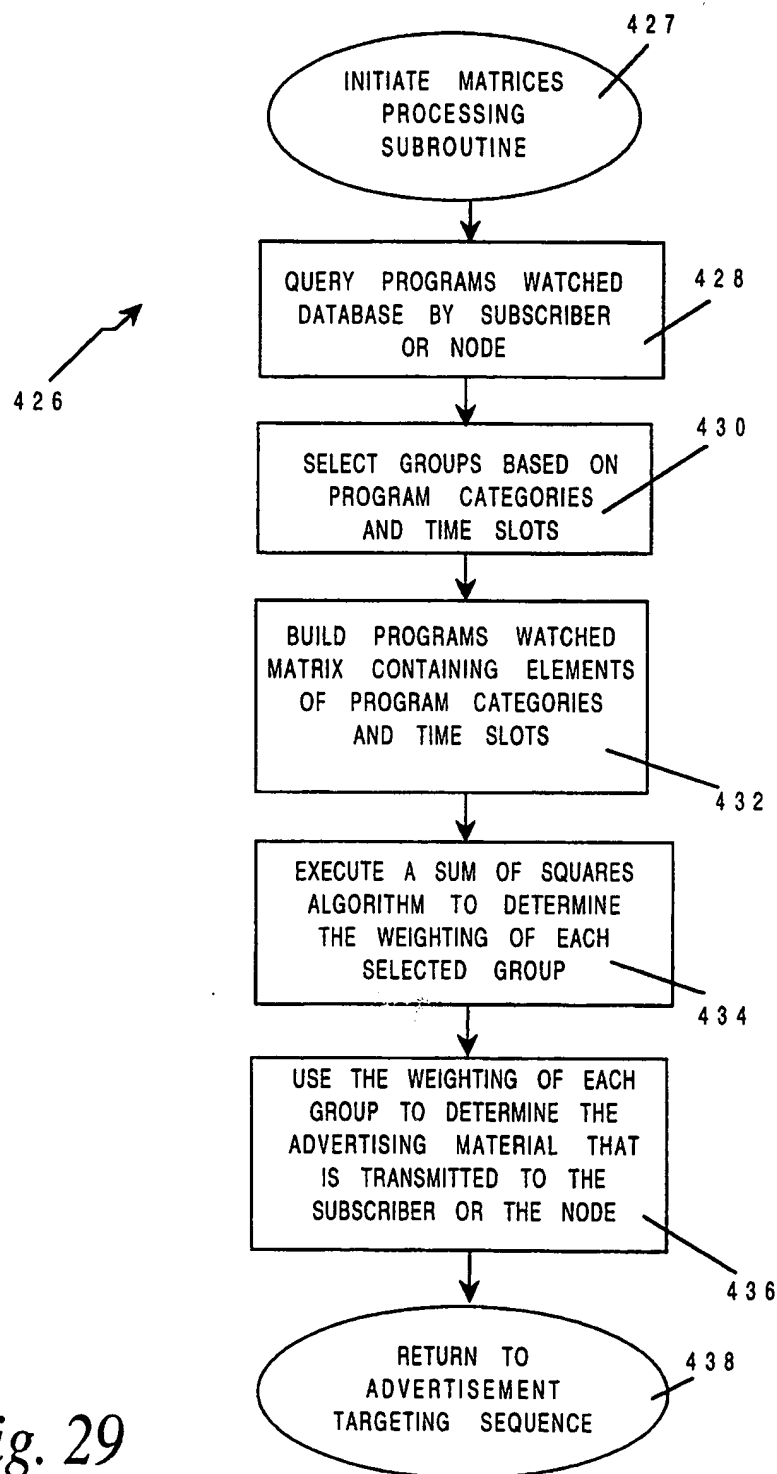 427
INITIATE MATRICES
PROCESSING
SUBROUTINE
QUERY PROGRAMS WATCHED
DATABASE BY SUBSCRIBER
OR NODE
428
426
SELECT GROUPS BASED ON
PROGRAM CATEGORIES
AND TIME SLOTS
430
BUILD PROGRAMS WATCHED
MATRIX CONTAINING ELEMENTS
OF PROGRAM CATEGORIES
AND TIME SLOTS
432
EXECUTE A SUM OF SQUARES
ALGORITHM TO DETERMINE
THE WEIGHTING OF EACH
SELECTED GROUP
434
USE THE WEIGHTING OF EACH
GROUP TO DETERMINE THE
ADVERTISING MATERIAL THAT
IS TRANSMITTED TO THE
SUBSCRIBER OR THE NODE
436
RETURN TO
ADVERTISEMENT
TARGETING SEQUENCE
438
ig. 29